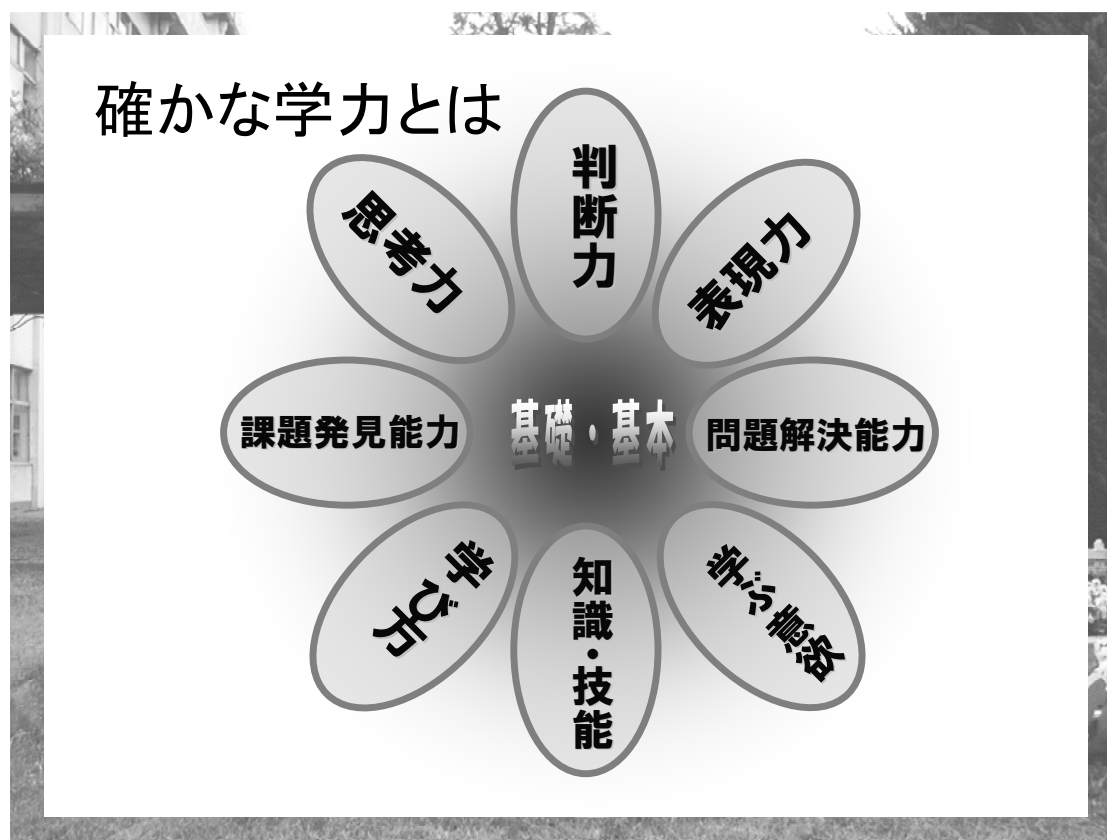 確かな学力とは
判断力
思考力
表現力
課題発見能力
基礎・基本
問題解決能力
学び方
知識・技能
学ぶ意欲